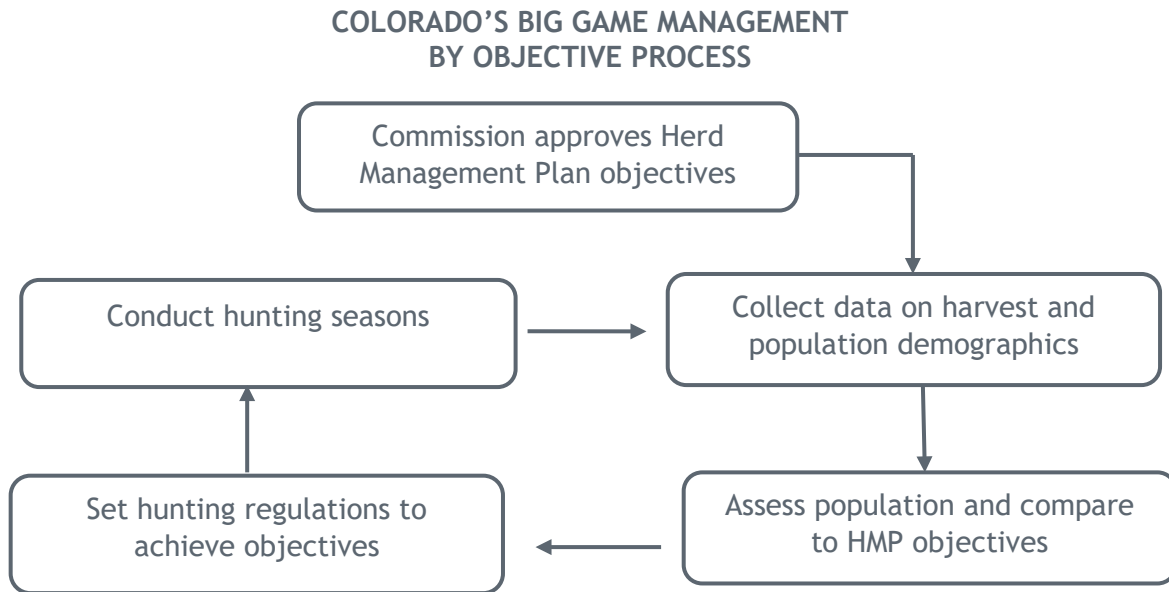 COLORADO’S BIG GAME MANAGEMENT
BY OBJECTIVE PROCESS
Commission approves Herd
Management Plan objectives
Conduct hunting seasons
Collect data on harvest and
population demographics
Set hunting regulations to
achieve objectives
Assess population and compare
to HMP objectives